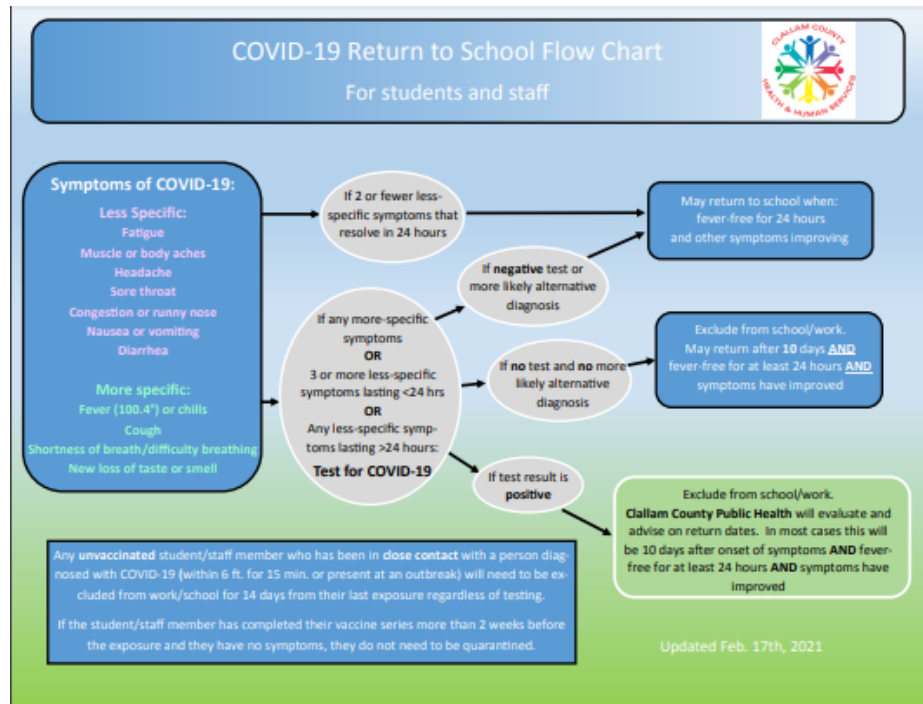 COVID-19 Return to School Flow Chart
For students and staff
CLALLAM COUNTY
HEALTH & HUMAN SERVICES
Symptoms of COVID-19:
Less Specific:
Fatigue
Muscle or body aches
Headache
Sore throat
Congestion or runny nose
Nausea or vomiting
Diarrhea
More specific:
Fever (100.4°) or chills
Cough
Shortness of breath/difficulty breathing
New loss of taste or smell
If 2 or fewer less-
specific symptoms that
resolve in 24 hours
May return to school when:
fever-free for 24 hours
and other symptoms improving
If any more-specific
symptoms
OR
3 or more less-specific
symptoms lasting <24 hrs
OR
Any less-specific symp-
toms lasting >24 hours:
Test for COVID-19
If negative test or
more likely alternative
diagnosis
If no test and no more
likely alternative
diagnosis
Exclude from school/work.
May return after 10 days AND
fever-free for at least 24 hours AND
symptoms have improved
If test result is
positive
Exclude from school/work.
Clallam County Public Health will evaluate and
advise on return dates. In most cases this will
be 10 days after onset of symptoms AND fever-
free for at least 24 hours AND symptoms have
improved
Any unvaccinated student/staff member who has been in close contact with a person diag-
nosed with COVID-19 (within 6 ft. for 15 min. or present at an outbreak) will need to be ex-
cluded from work/school for 14 days from their last exposure regardless of testing.
If the student/staff member has completed their vaccine series more than 2 weeks before
the exposure and they have no symptoms, they do not need to be quarantined.
Updated Feb. 17th, 2021